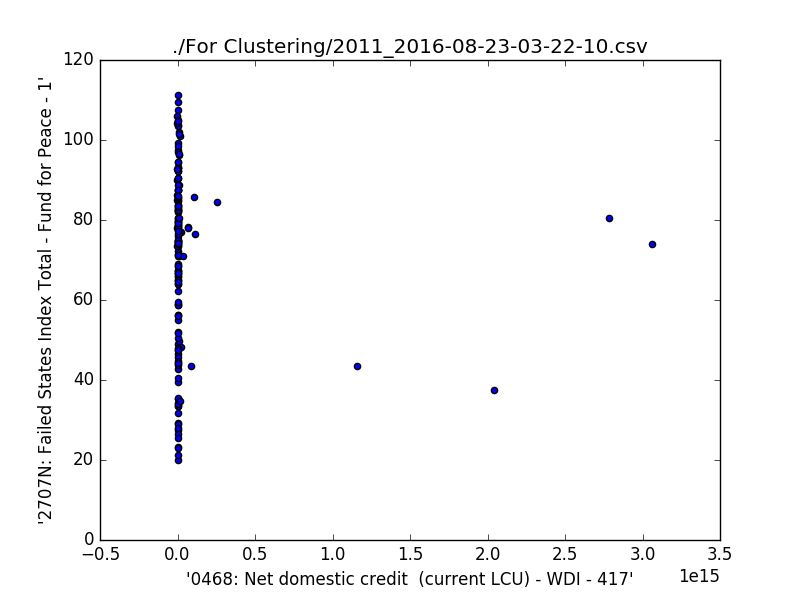 ./For Clustering/2011_2016-08-23-03-22-10.csv
120
100
80
60
40
20
0
'2707N: Failed States Index Total - Fund for Peace - 1'
−0.5 0.0 0.5 1.0 1.5 2.0 2.5 3.0 3.5
1e15
'0468: Net domestic credit  (current LCU) - WDI - 417'